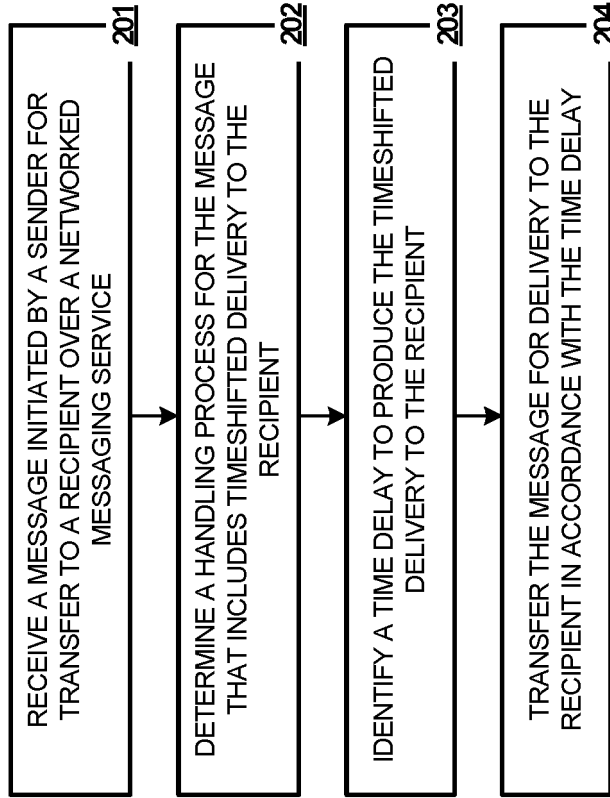 RECEIVE A MESSAGE INITIATED BY A SENDER FOR
TRANSFER TO A RECIPIENT OVER A NETWORKED
MESSAGING SERVICE
201
DETERMINE A HANDLING PROCESS FOR THE MESSAGE
THAT INCLUDES TIMESHIFTED DELIVERY TO THE
RECIPIENT
202
IDENTIFY A TIME DELAY TO PRODUCE THE TIMESHIFTED
DELIVERY TO THE RECIPIENT
203
TRANSFER THE MESSAGE FOR DELIVERY TO THE
RECIPIENT IN ACCORDANCE WITH THE TIME DELAY
204